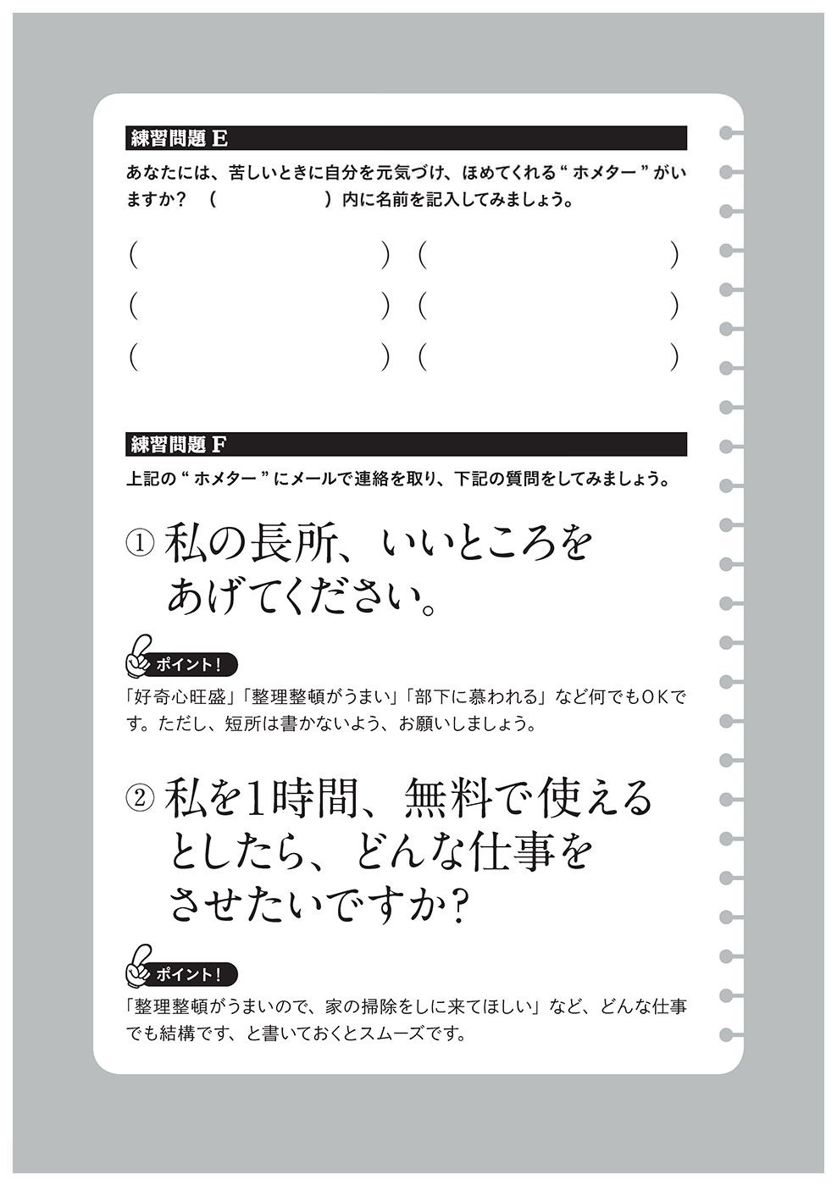 練習問題 E
あなたには、苦しいときに自分を元気づけ、ほめてくれる“ ホメター ”がい
ますか？ （　　　　　　）内に名前を記入してみましょう。
（　　　　　　　　　　　　）（　　　　　　　　　　　　）
（　　　　　　　　　　　　）（　　　　　　　　　　　　）
（　　　　　　　　　　　　）（　　　　　　　　　　　　）
練習問題 F
上記の“ ホメター ”にメールで連絡を取り、下記の質問をしてみましょう。
① 私の長所、いいところを
あげてください。
ポイント！
「好奇心旺盛」「整理整頓がうまい」「部下に慕われる」など何でもOKで
す。ただし、短所は書かないよう、お願いしましょう。
② 私を1時間、無料で使える
としたら、どんな仕事を
させたいですか？
ポイント！
「整理整頓がうまいので、家の掃除をしに来てほしい」など、どんな仕事
でも結構です、と書いておくとスムーズです。